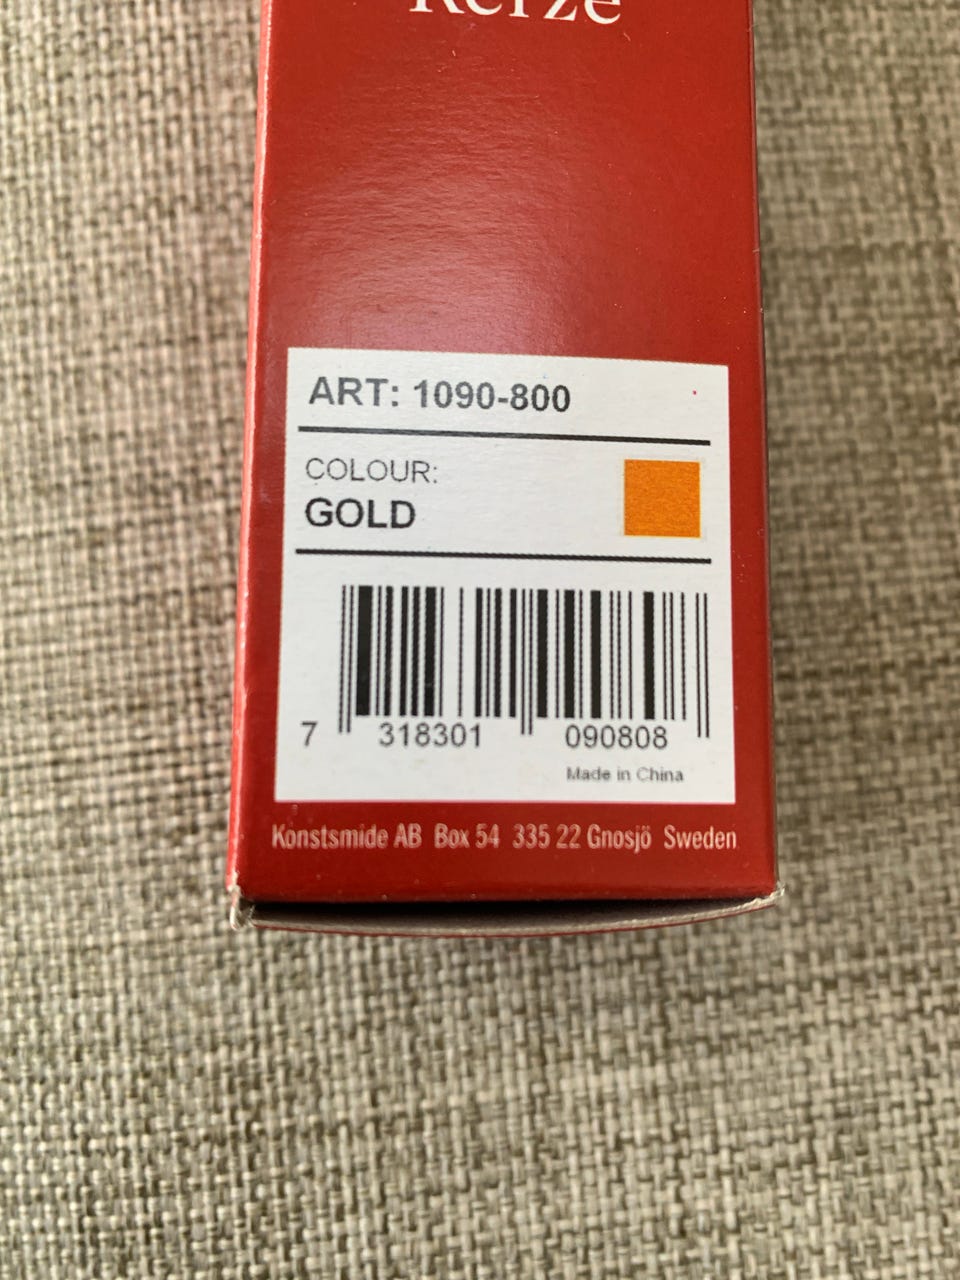 Kerze
ART: 1090-800
COLOUR:
GOLD
7 318301 090808
Made in China
Konstsmide AB Box 54 335 22 Gnosjö Sweden